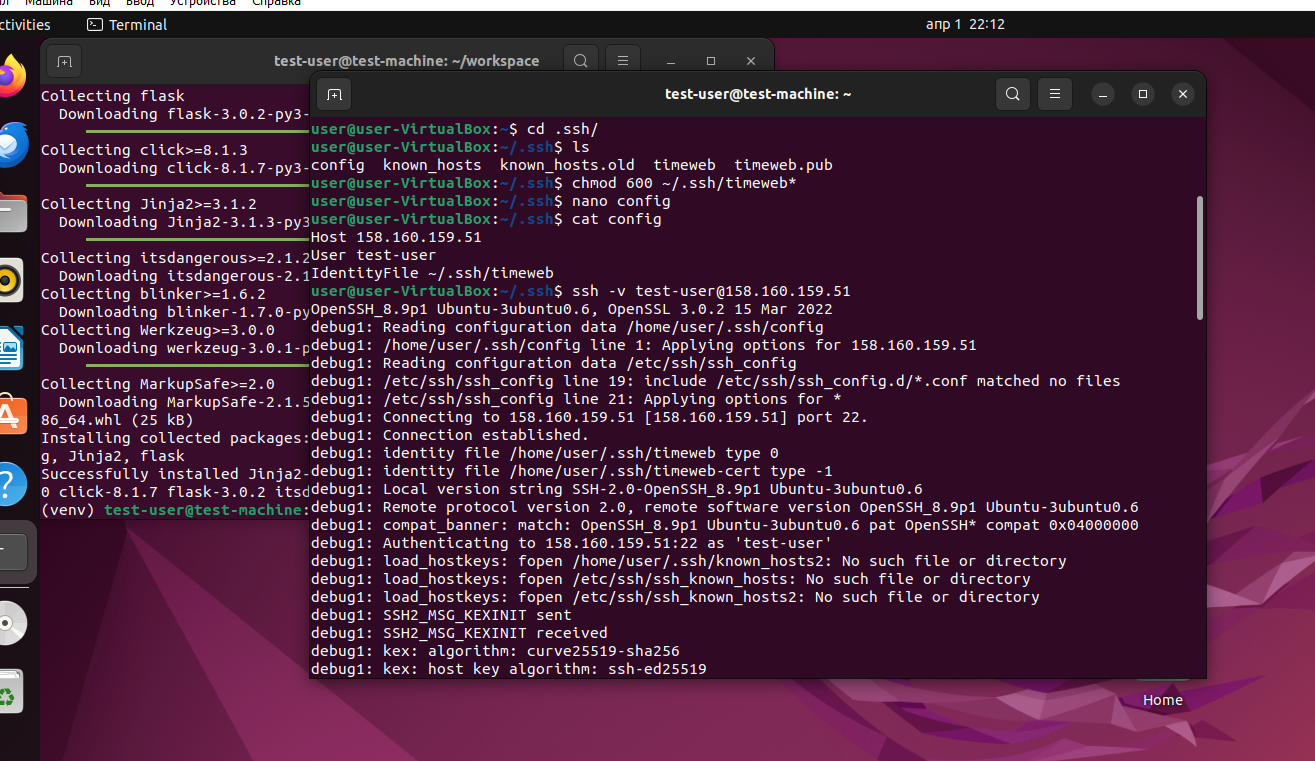 Машина Вид Ввод Устройства Справка
Terminal
апр 1 22:12
test-user@test-machine: ~/workspace
Collecting flask
Downloading flask-3.0.2-py3-
Collecting click>=8.1.3
Downloading click-8.1.7-py3-
Collecting Jinja2>=3.1.2
Downloading Jinja2-3.1.3-py3
Collecting itsdangerous>=2.1.2
Downloading itsdangerous-2.1
Collecting blinker>=1.6.2
Downloading blinker-1.7.0-py
Collecting Werkzeug>=3.0.0
Downloading werkzeug-3.0.1-p
Collecting MarkupSafe>=2.0
Downloading MarkupSafe-2.1.5
86_64.whl (25 kB)
Installing collected packages:
g, Jinja2, flask
Successfully installed Jinja2-
0 click-8.1.7 flask-3.0.2 itsd
(venv) test-user@test-machine:
test-user@test-machine: ~
user@user-VirtualBox:~$ cd .ssh/
user@user-VirtualBox:~/.ssh$ ls
config known_hosts known_hosts.old timeweb timeweb.pub
user@user-VirtualBox:~/.ssh$ chmod 600 ~/.ssh/timeweb*
user@user-VirtualBox:~/.ssh$ nano config
user@user-VirtualBox:~/.ssh$ cat config
Host 158.160.159.51
User test-user
IdentityFile ~/.ssh/timeweb
user@user-VirtualBox:~/.ssh$ ssh -v test-user@158.160.159.51
OpenSSH_8.9p1 Ubuntu-3ubuntu0.6, OpenSSL 3.0.2 15 Mar 2022
debug1: Reading configuration data /home/user/.ssh/config
debug1: /home/user/.ssh/config line 1: Applying options for 158.160.159.51
debug1: Reading configuration data /etc/ssh/ssh_config
debug1: /etc/ssh/ssh_config line 19: include /etc/ssh/ssh_config.d/*.conf matched no files
debug1: /etc/ssh/ssh_config line 21: Applying options for *
debug1: Connecting to 158.160.159.51 [158.160.159.51] port 22.
debug1: Connection established.
debug1: identity file /home/user/.ssh/timeweb type 0
debug1: identity file /home/user/.ssh/timeweb-cert type -1
debug1: Local version string SSH-2.0-OpenSSH_8.9p1 Ubuntu-3ubuntu0.6
debug1: Remote protocol version 2.0, remote software version OpenSSH_8.9p1 Ubuntu-3ubuntu0.6
debug1: compat_banner: match: OpenSSH_8.9p1 Ubuntu-3ubuntu0.6 pat OpenSSH* compat 0x04000000
debug1: Authenticating to 158.160.159.51:22 as 'test-user'
debug1: load_hostkeys: fopen /home/user/.ssh/known_hosts2: No such file or directory
debug1: load_hostkeys: fopen /etc/ssh/ssh_known_hosts: No such file or directory
debug1: load_hostkeys: fopen /etc/ssh/ssh_known_hosts2: No such file or directory
debug1: SSH2_MSG_KEXINIT sent
debug1: SSH2_MSG_KEXINIT received
debug1: kex: algorithm: curve25519-sha256
debug1: kex: host key algorithm: ssh-ed25519
Home